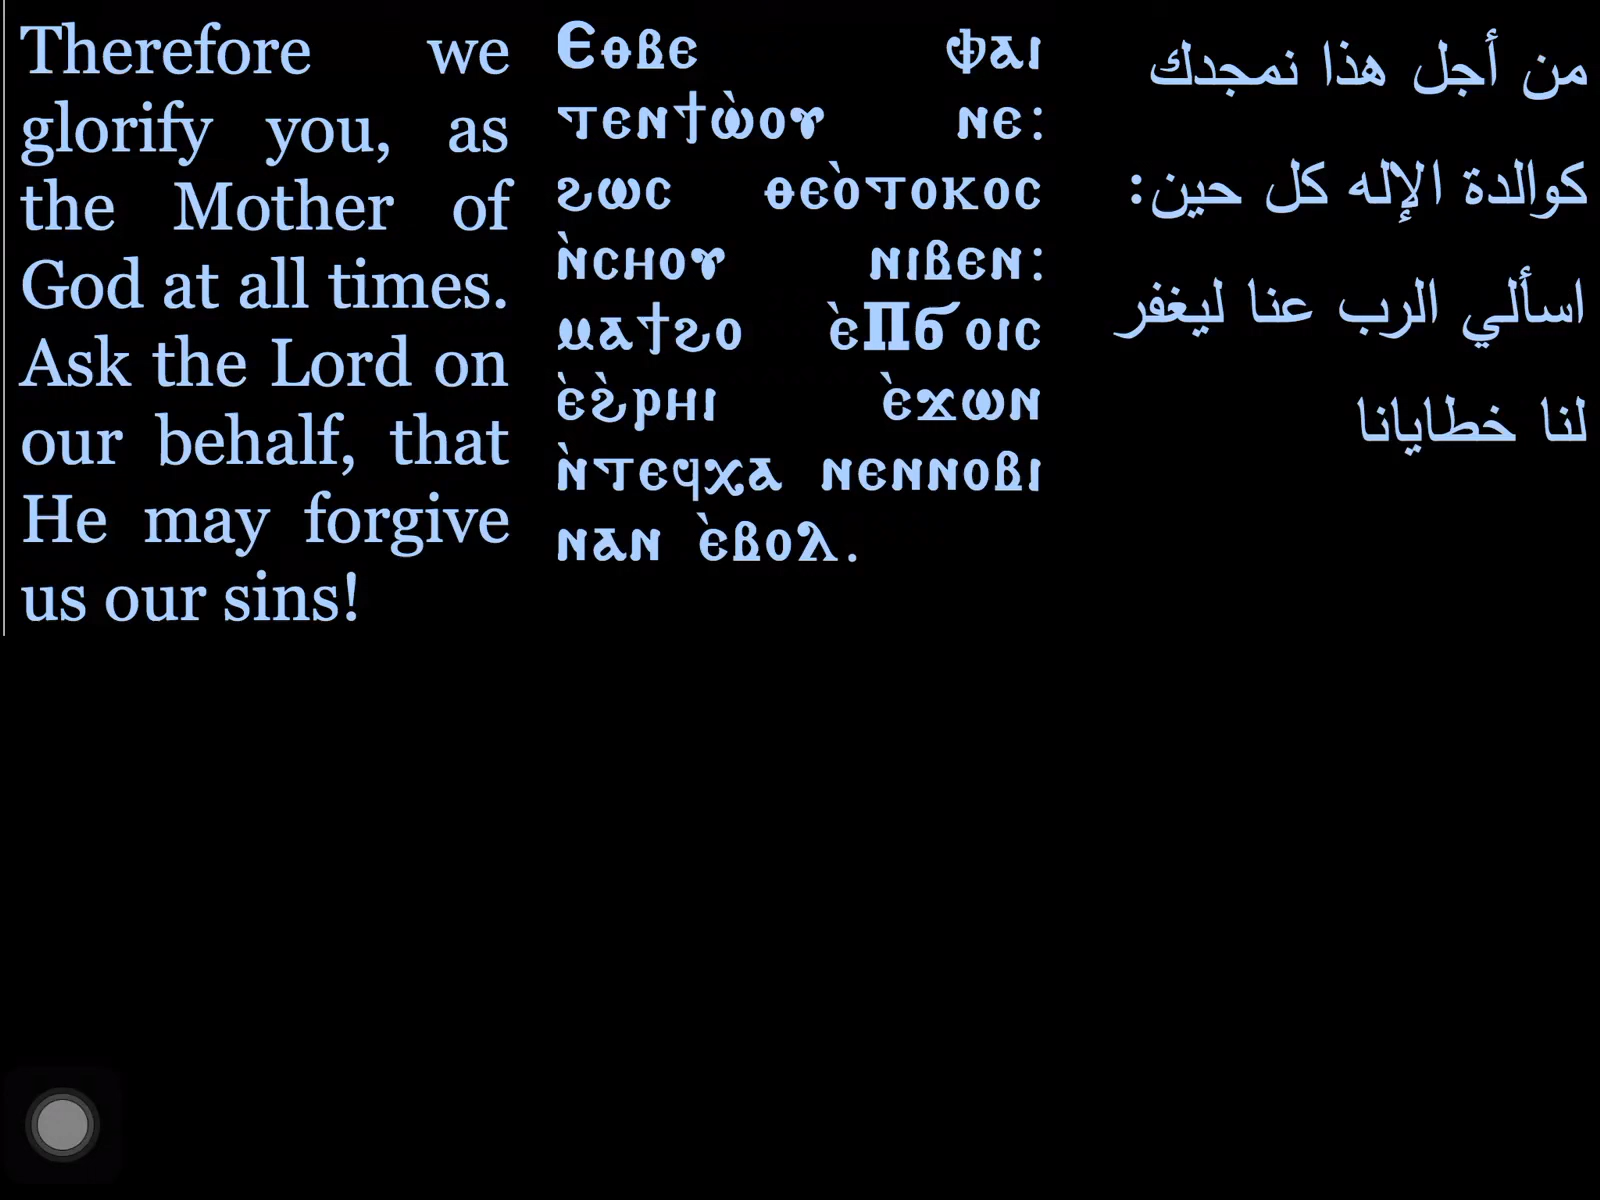 Therefore we
glorify you, as
the Mother of
God at all times.
Ask the Lord on
our behalf, that
He may forgive
us our sins!
Ⲉⲑⲃⲉ ⲫⲁⲓ
ⲧⲉⲛϯⲱ̀ⲟⲩ ⲛⲉ:
ϩⲱⲥ ⲑⲉⲟ̀ⲧⲟⲕⲟⲥ
ⲛ̀ⲥⲏⲟⲩ ⲛⲓⲃⲉⲛ:
ⲙⲁϯϩⲟ ⲉ̀Ⲡϭⲟⲓⲥ
ⲉ̀ϩ̀ⲣⲏⲓ ⲉ̀ϫⲱⲛ
ⲛ̀ⲧⲉϥⲭⲁ ⲛⲉⲛⲛⲟⲃⲓ
ⲛⲁⲛ ⲉ̀ⲃⲟⲗ.
من أجل هذا نمجدك
كوالدة الإله كل حين:
اسألي الرب عنا ليغفر
لنا خطايانا